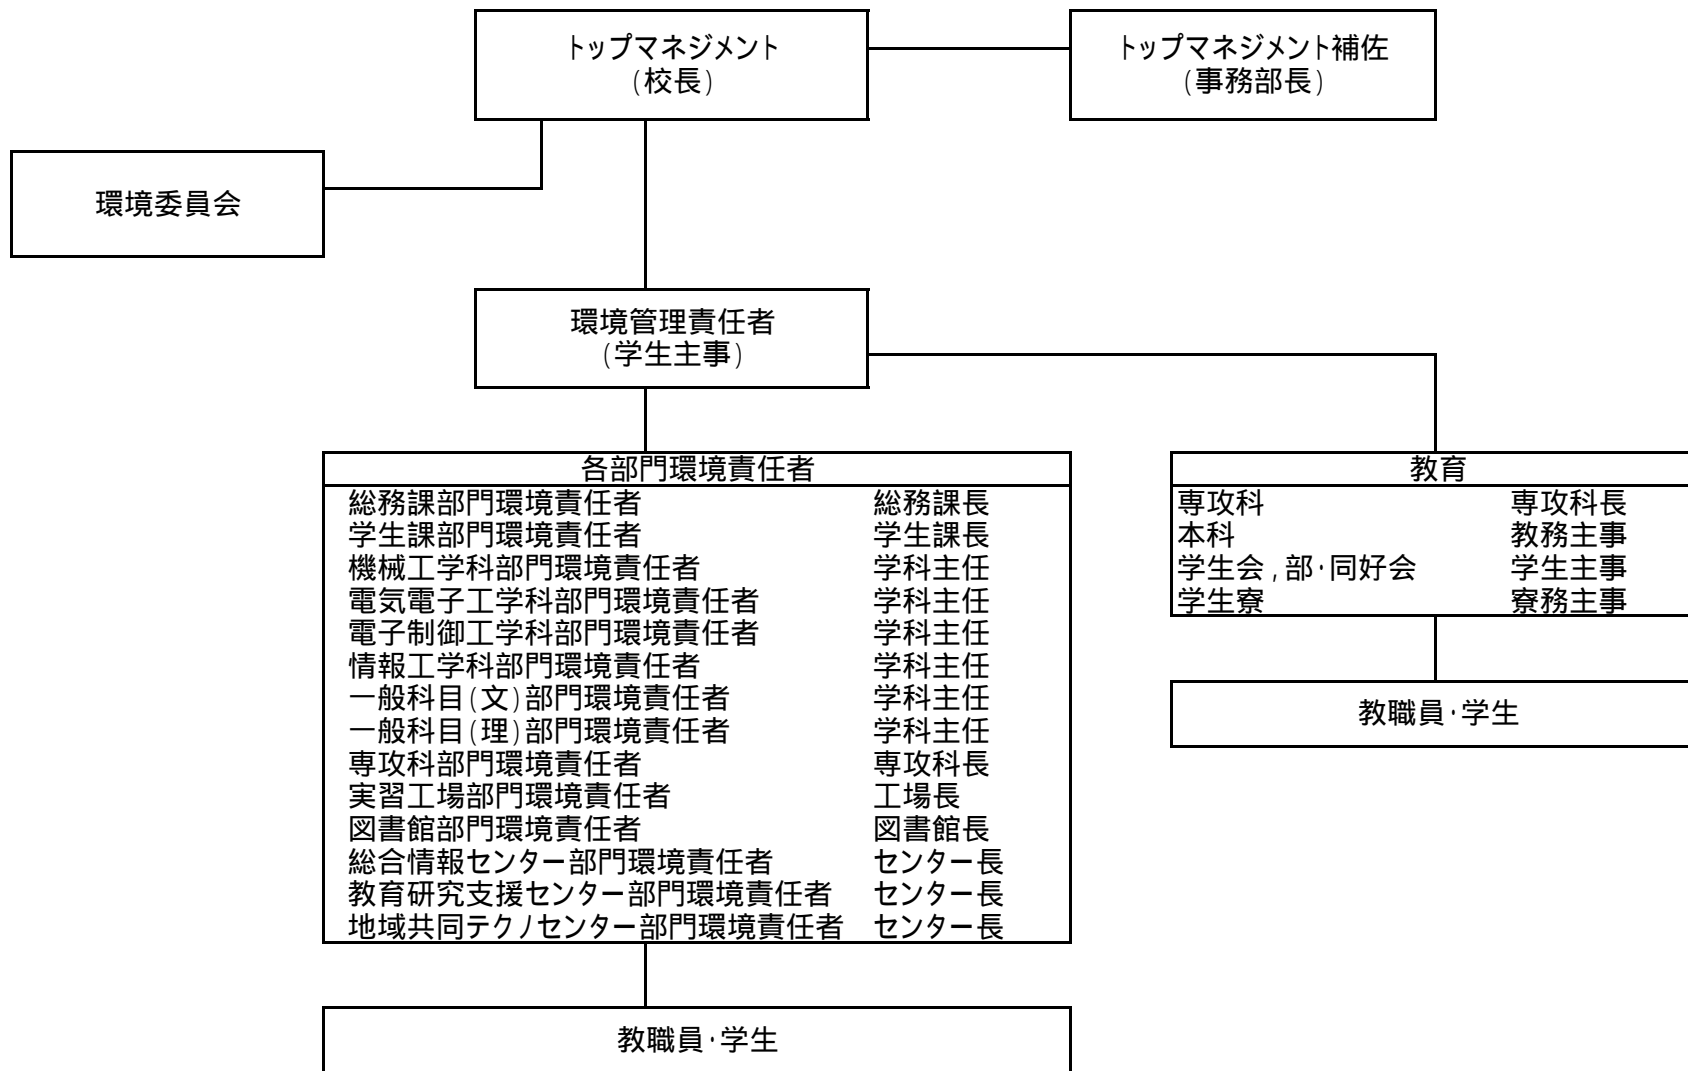 トップマネジメント
(校長)
トップマネジメント補佐
(事務部長)
環境委員会
環境管理責任者
(学生主事)
各部門環境責任者
総務課部門環境責任者 総務課長
学生課部門環境責任者 学生課長
機械工学科部門環境責任者 学科主任
電気電子工学科部門環境責任者 学科主任
電子制御工学科部門環境責任者 学科主任
情報工学科部門環境責任者 学科主任
一般科目(文)部門環境責任者 学科主任
一般科目(理)部門環境責任者 学科主任
専攻科部門環境責任者 専攻科長
実習工場部門環境責任者 工場長
図書館部門環境責任者 図書館長
総合情報センター部門環境責任者 センター長
教育研究支援センター部門環境責任者 センター長
地域共同テクノセンター部門環境責任者 センター長
教職員・学生
教育
専攻科 専攻科長
本科 教務主事
学生会,部・同好会 学生主事
学生寮 寮務主事
教職員・学生